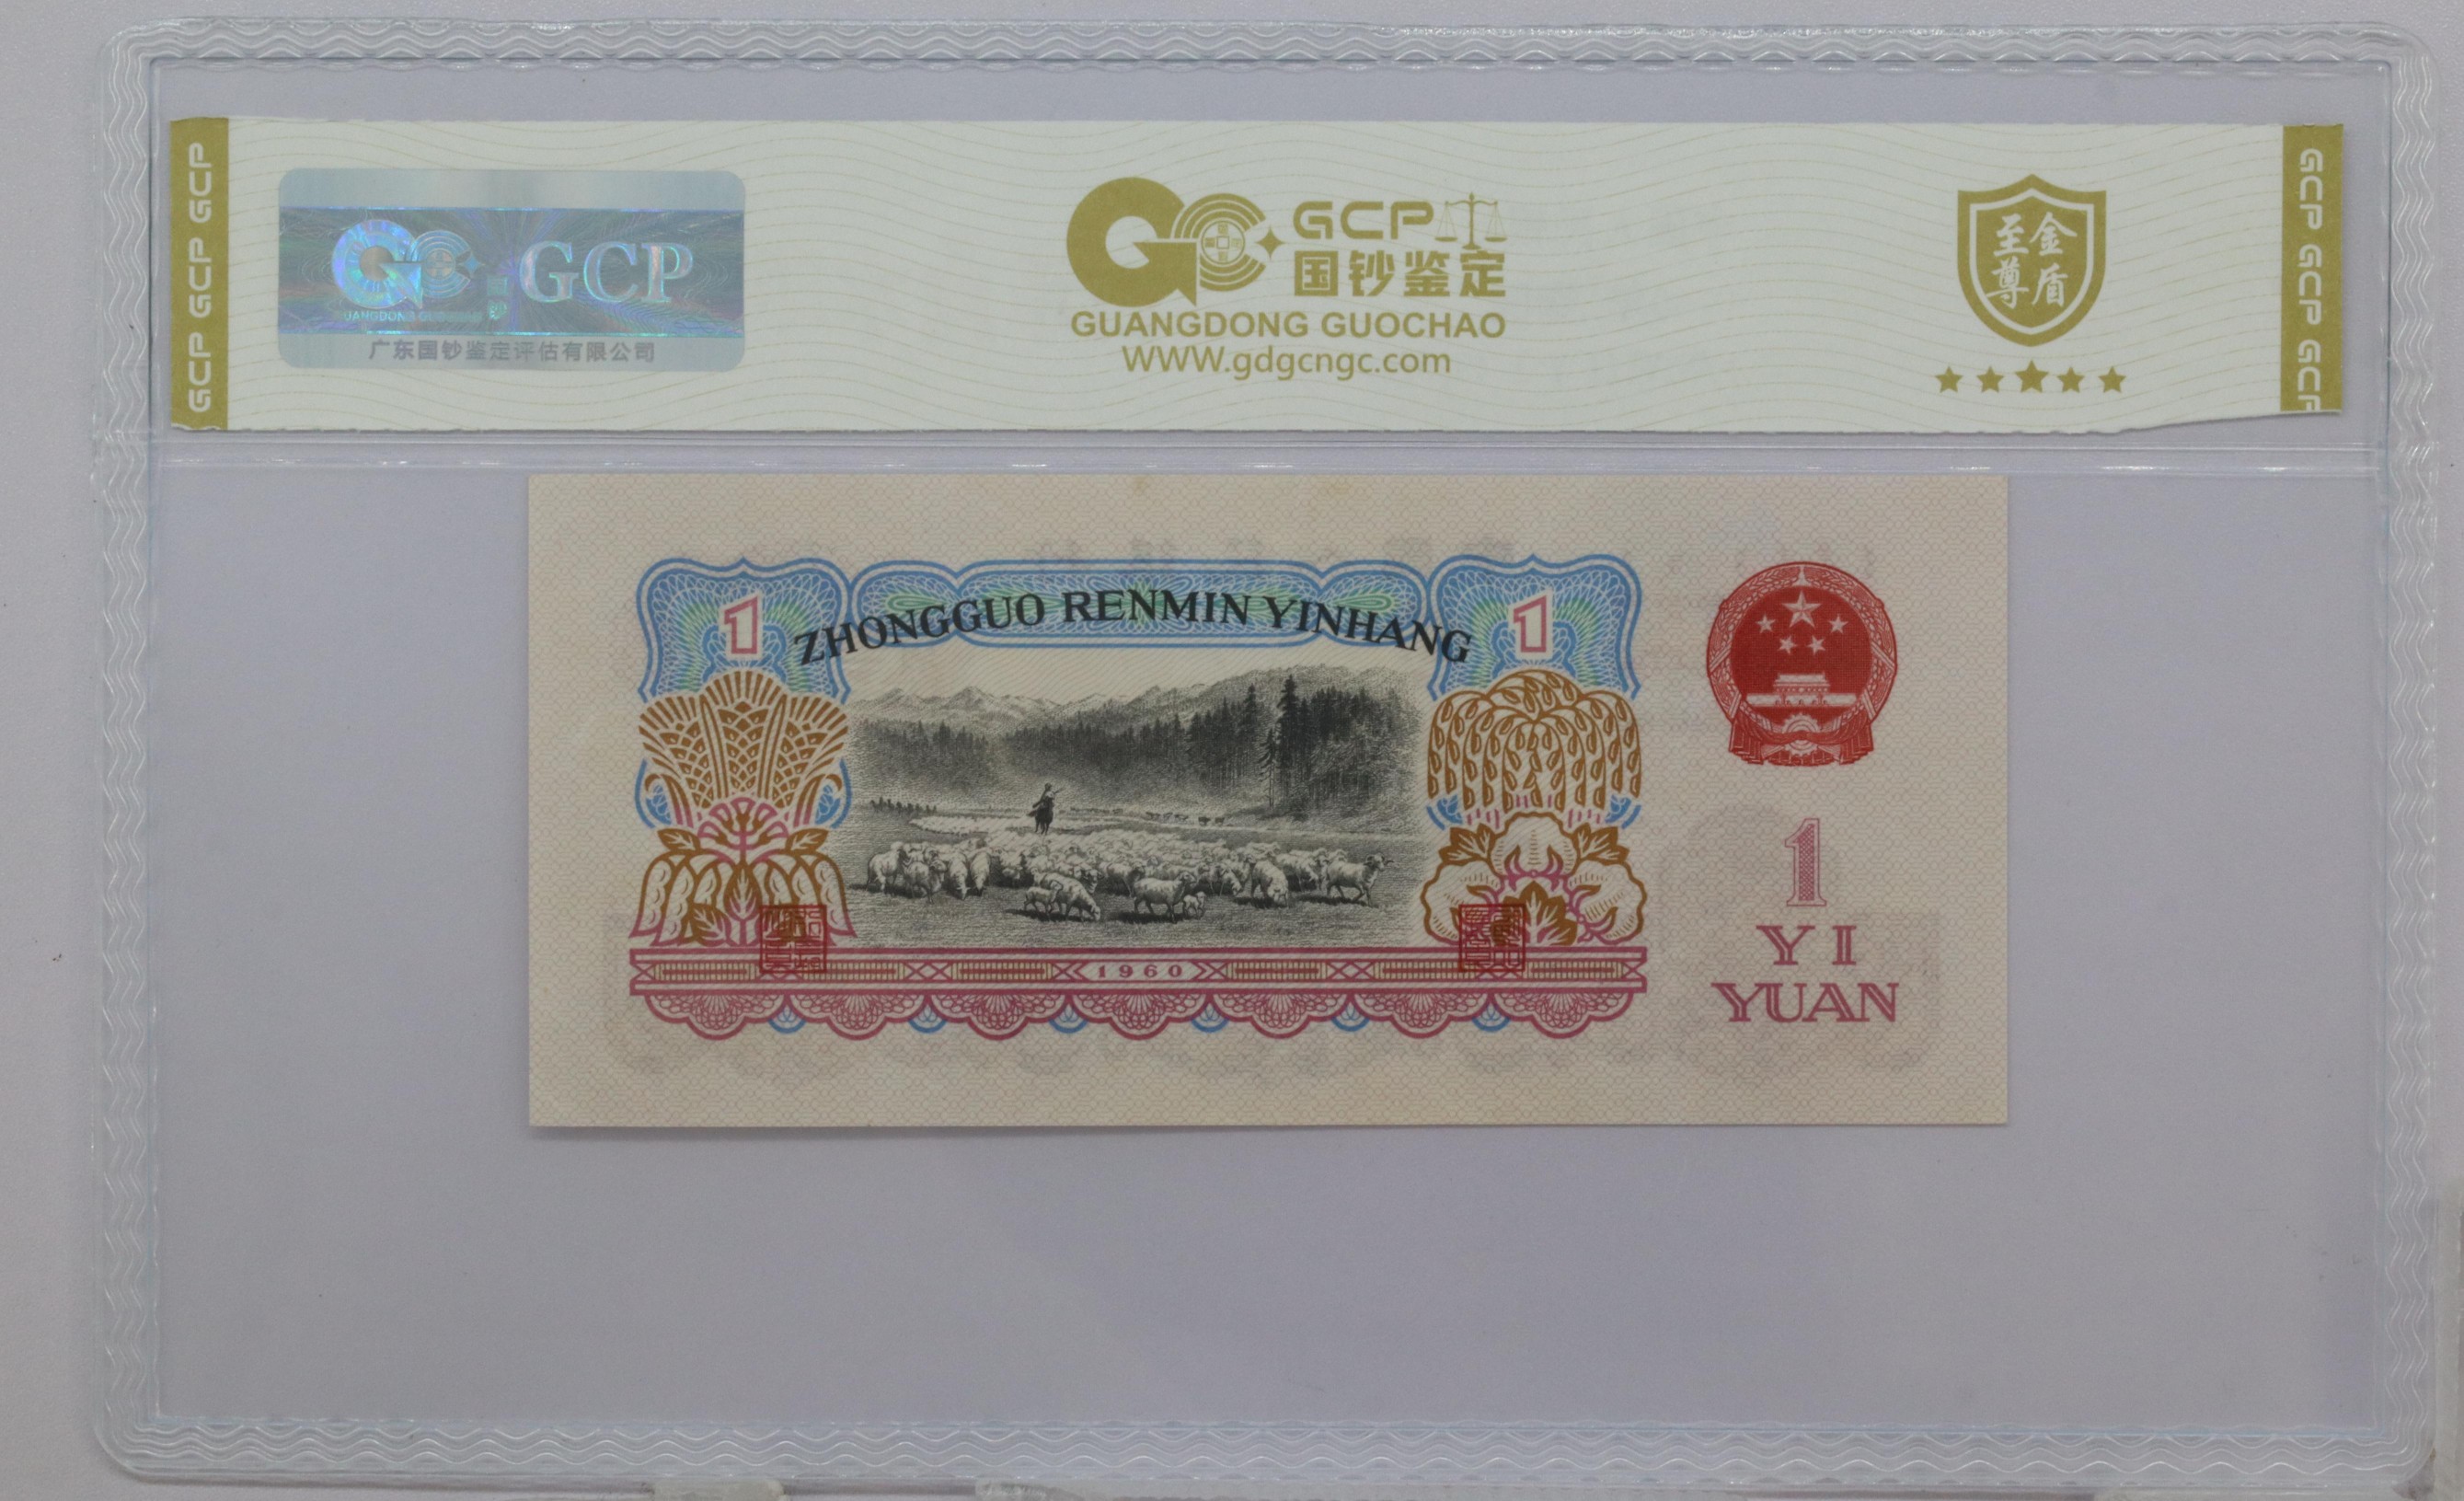 GCP GCP GCP
GCP
GUANGDONG GUOCHAO
广东国钞鉴定评估有限公司
GCP
国钞鉴定
GUANGDONG GUOCHAO
WWW.gdgcngc.com
至金
尊盾
GCP GCP GCP
1
ZHONGGUO RENMIN YINHANG
1
1960
1
YI
YUAN